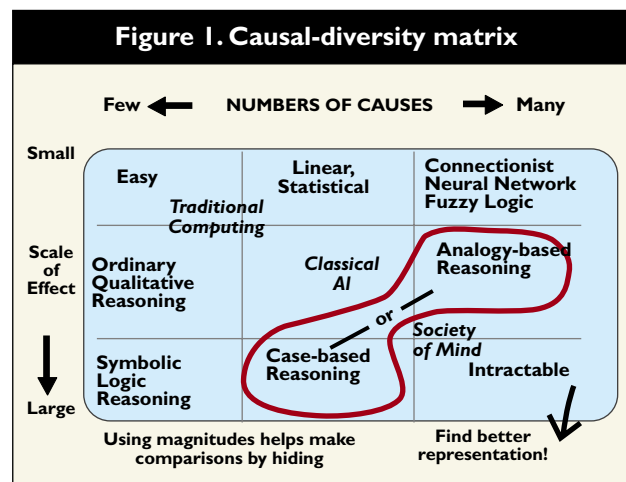 Figure 1. Causal-diversity matrix
Few NUMBERS OF CAUSES Many
Small
Easy
Linear,
Statistical
Connectionist
Neural Network
Fuzzy Logic
Traditional
Computing
Scale
of
Effect
Ordinary
Qualitative
Reasoning
Classical
AI
Analogy-based
Reasoning
or
Society
of Mind
Symbolic
Logic
Reasoning
Case-based
Reasoning
Intractable
Large
Using magnitudes helps make
comparisons by hiding
Find better
representation!